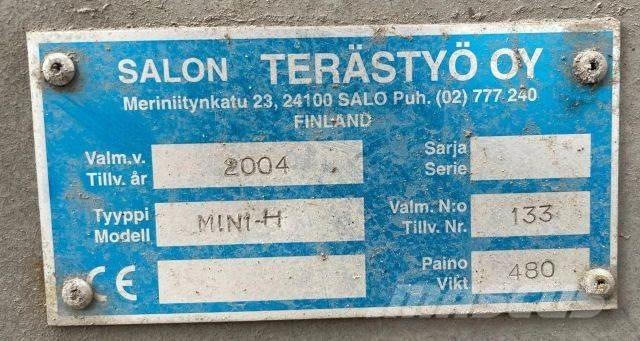 SALON TERÄSTYÖ OY
Meriniitynkatu 23, 24100 SALO Puh. (02) 777 240
FINLAND
Valm.v.
Tillv. år
2004
Sarja
Serie
Tyyppi
Modell
MINI-H
Valm. N:o
Tillv. Nr.
133
CE
Paino
Vikt
480
MASCUS